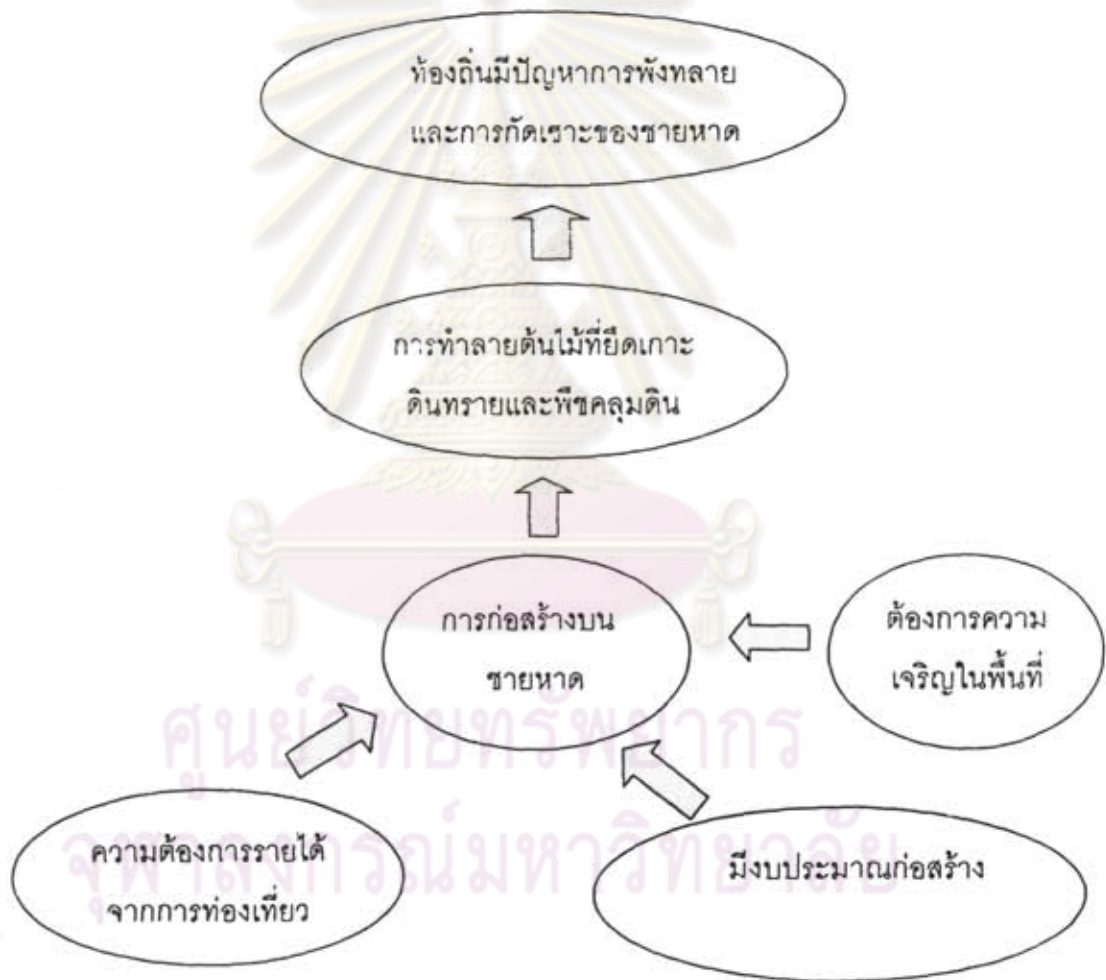 ท้องถิ่นมีปัญหาการพังทลาย
และการกัดเซาะของชายหาด
การทำลายต้นไม้ที่ยึดเกาะ
ดินทรายและพืชคลุมดิน
การก่อสร้างบน
ชายหาด
ต้องการความ
เจริญในพื้นที่
ความต้องการรายได้
จากการท่องเที่ยว
มีงบประมาณก่อสร้าง
ศูนย์วิทยทรัพยากร
จุฬาลงกรณ์มหาวิทยาลัย